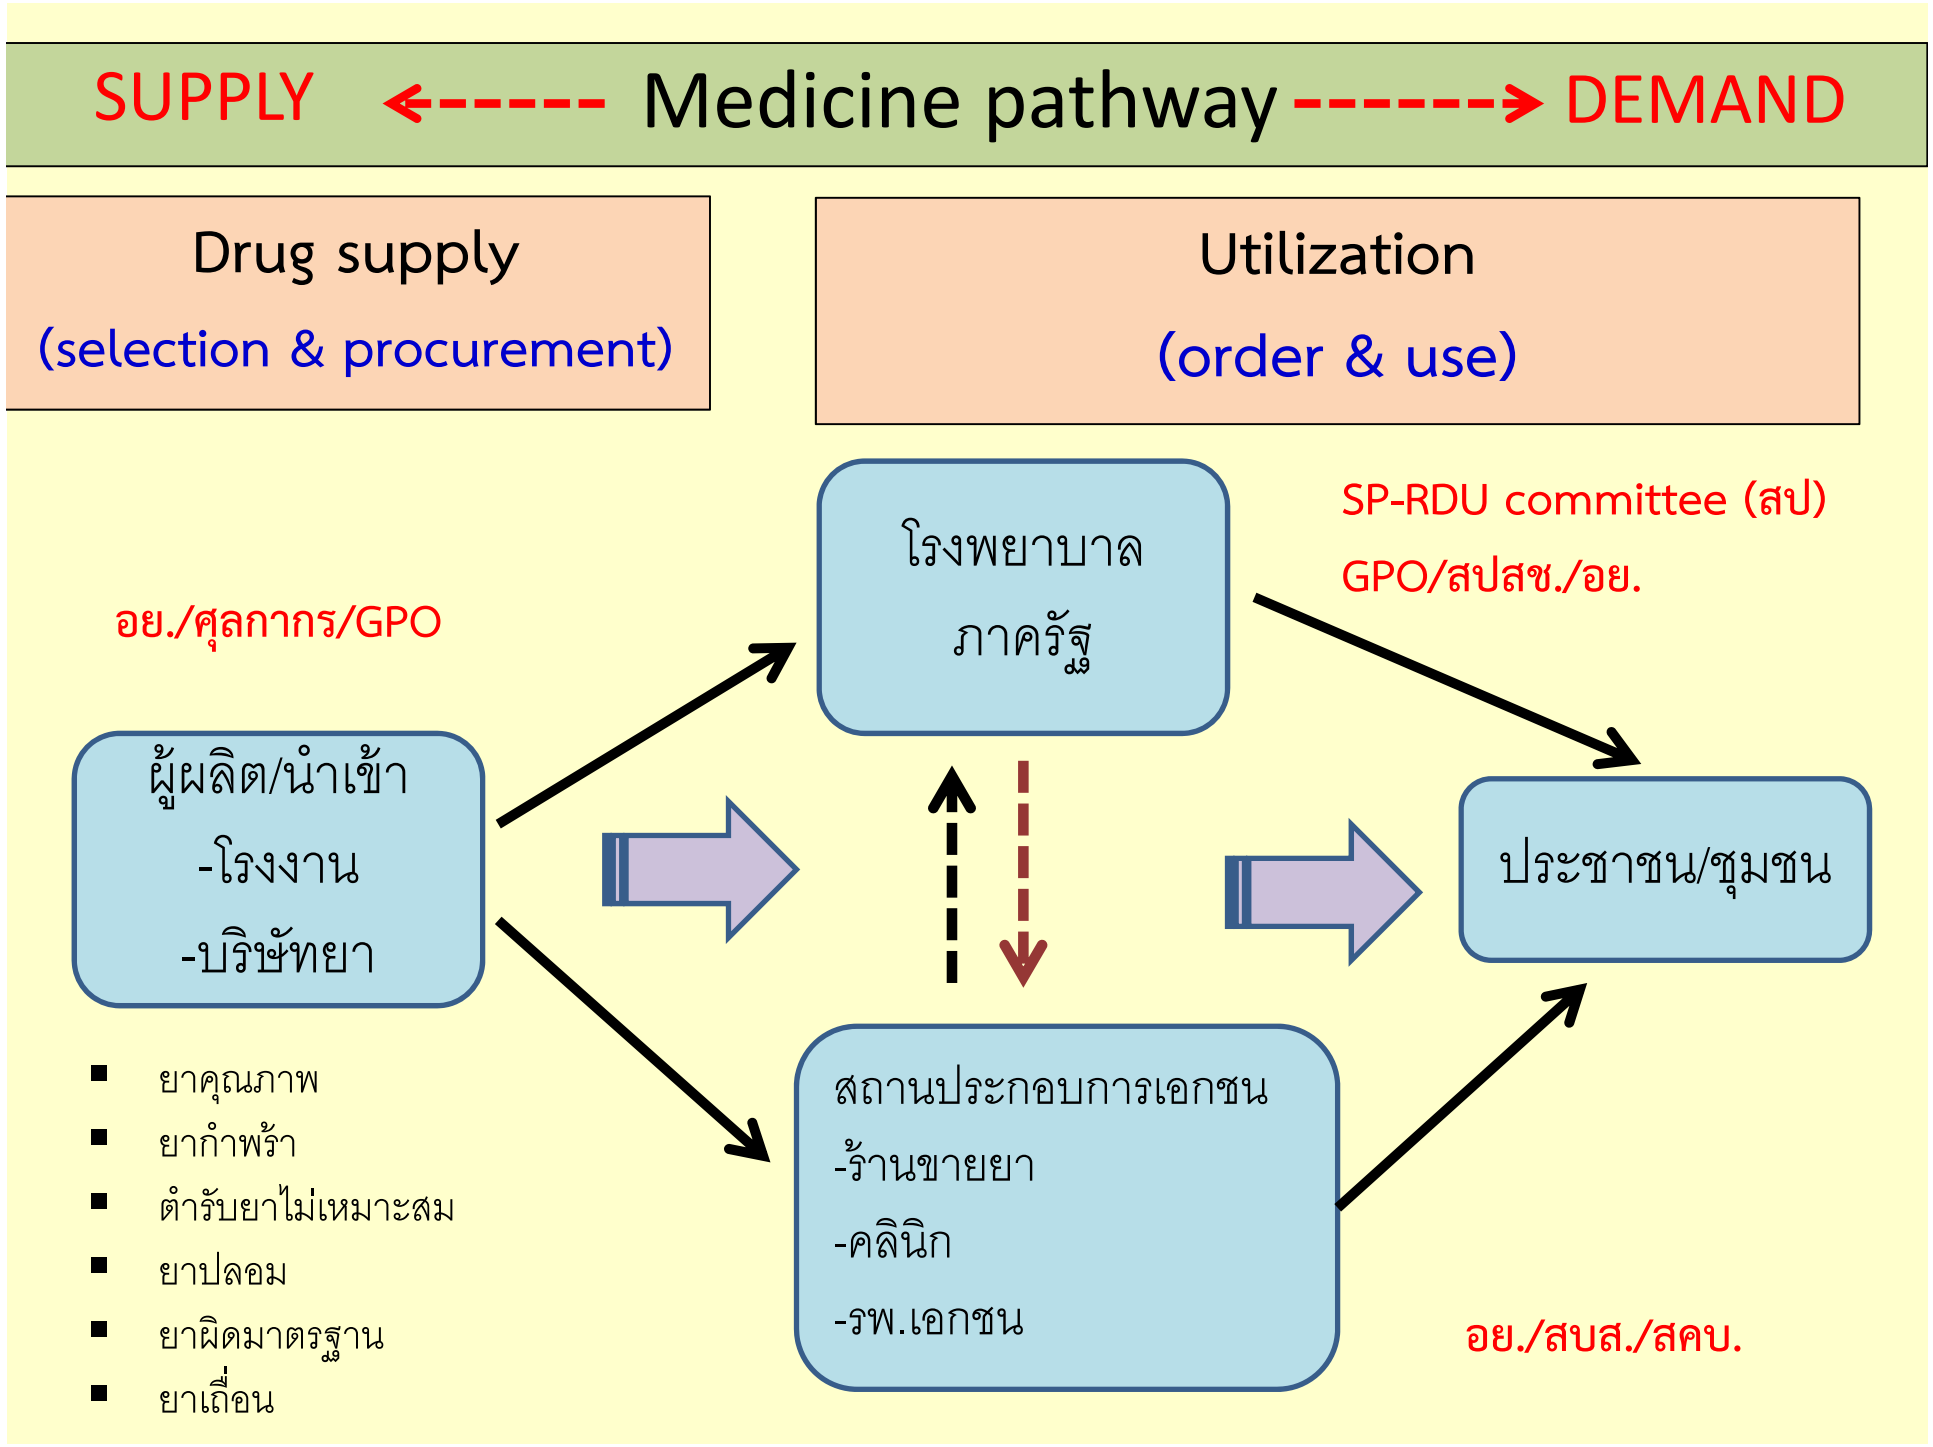 SUPPLY Medicine pathway DEMAND
Drug supply
(selection & procurement)
Utilization
(order & use)
อย./ศุลกากร/GPO
ผู้ผลิต/นำเข้า
-โรงงาน
-บริษัทยา
โรงพยาบาล
ภาครัฐ
SP-RDU committee (สป)
GPO/สปสช./อย.
ประชาชน/ชุมชน
สถานประกอบการเอกชน
-ร้านขายยา
-คลินิก
-รพ.เอกชน
อย./สบส./สคบ.
▪ ยาคุณภาพ
▪ ยากำพร้า
▪ ตำรับยาไม่เหมาะสม
▪ ยาปลอม
▪ ยาผิดมาตรฐาน
▪ ยาเถื่อน